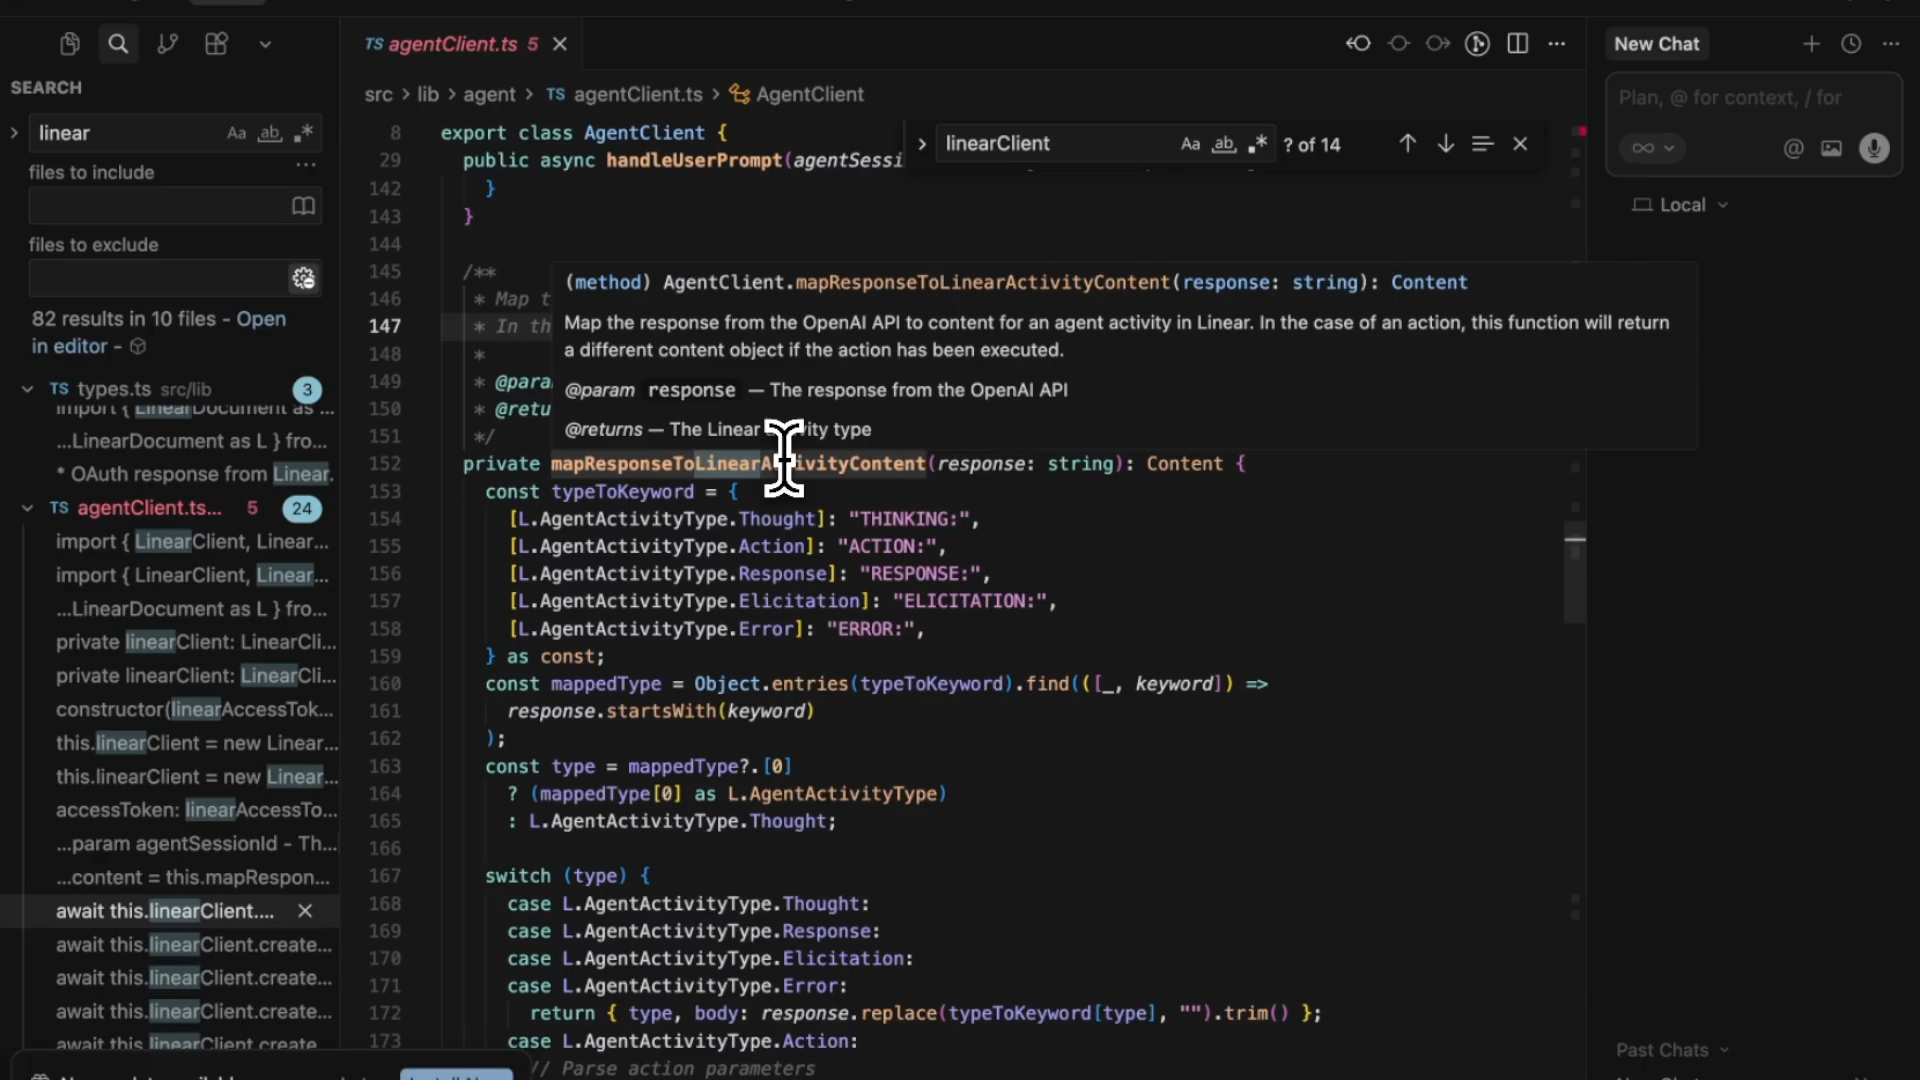 SEARCH
linear
Aa ab .*
files to include
files to exclude
82 results in 10 files - Open
in editor -
TS types.ts src/lib 3
import { LinearDocument as ...
...LinearDocument as L } fro...
* OAuth response from Linear.
TS agentClient.ts... 5 24
import { LinearClient, Linear...
import { LinearClient, Linear...
...LinearDocument as L } fro...
private linearClient: LinearCli...
private linearClient: LinearCli...
constructor(linearAccessTok...
this.linearClient = new Linear...
this.linearClient = new Linear...
accessToken: linearAccessTo...
...param agentSessionId - Th...
...content = this.mapRespon...
await this.linearClient....
await this.linearClient.create...
await this.linearClient.create...
await this.linearClient.create...
await this.linearClient.create
TS agentClient.ts 5
src > lib > agent > TS agentClient.ts > AgentClient
linearClient
Aa ab .* ? of 14
8 export class AgentClient {
29 public async handleUserPrompt(agentSessi
142 }
143 }
144
145 /**
146 * Map t
147 * In th
148 *
149 * @para
150 * @retu
151 */
(method) AgentClient.mapResponseToLinearActivityContent(response: string): Content
Map the response from the OpenAI API to content for an agent activity in Linear. In the case of an action, this function will return
a different content object if the action has been executed.
@param response — The response from the OpenAI API
@returns — The Linear vity type
152 private mapResponseToLinearActivityContent(response: string): Content {
153 const typeToKeyword = {
154 [L.AgentActivityType.Thought]: "THINKING:",
155 [L.AgentActivityType.Action]: "ACTION:",
156 [L.AgentActivityType.Response]: "RESPONSE:",
157 [L.AgentActivityType.Elicitation]: "ELICITATION:",
158 [L.AgentActivityType.Error]: "ERROR:",
159 } as const;
160 const mappedType = Object.entries(typeToKeyword).find(([_, keyword]) =>
161 response.startsWith(keyword)
162 );
163 const type = mappedType?.[0]
164 ? (mappedType[0] as L.AgentActivityType)
165 : L.AgentActivityType.Thought;
166
167 switch (type) {
168 case L.AgentActivityType.Thought:
169 case L.AgentActivityType.Response:
170 case L.AgentActivityType.Elicitation:
171 case L.AgentActivityType.Error:
172 return { type, body: response.replace(typeToKeyword[type], "").trim() };
173 case L.AgentActivityType.Action:
// Parse action parameters
New Chat
Plan, @ for context, / for
Local
Past Chats